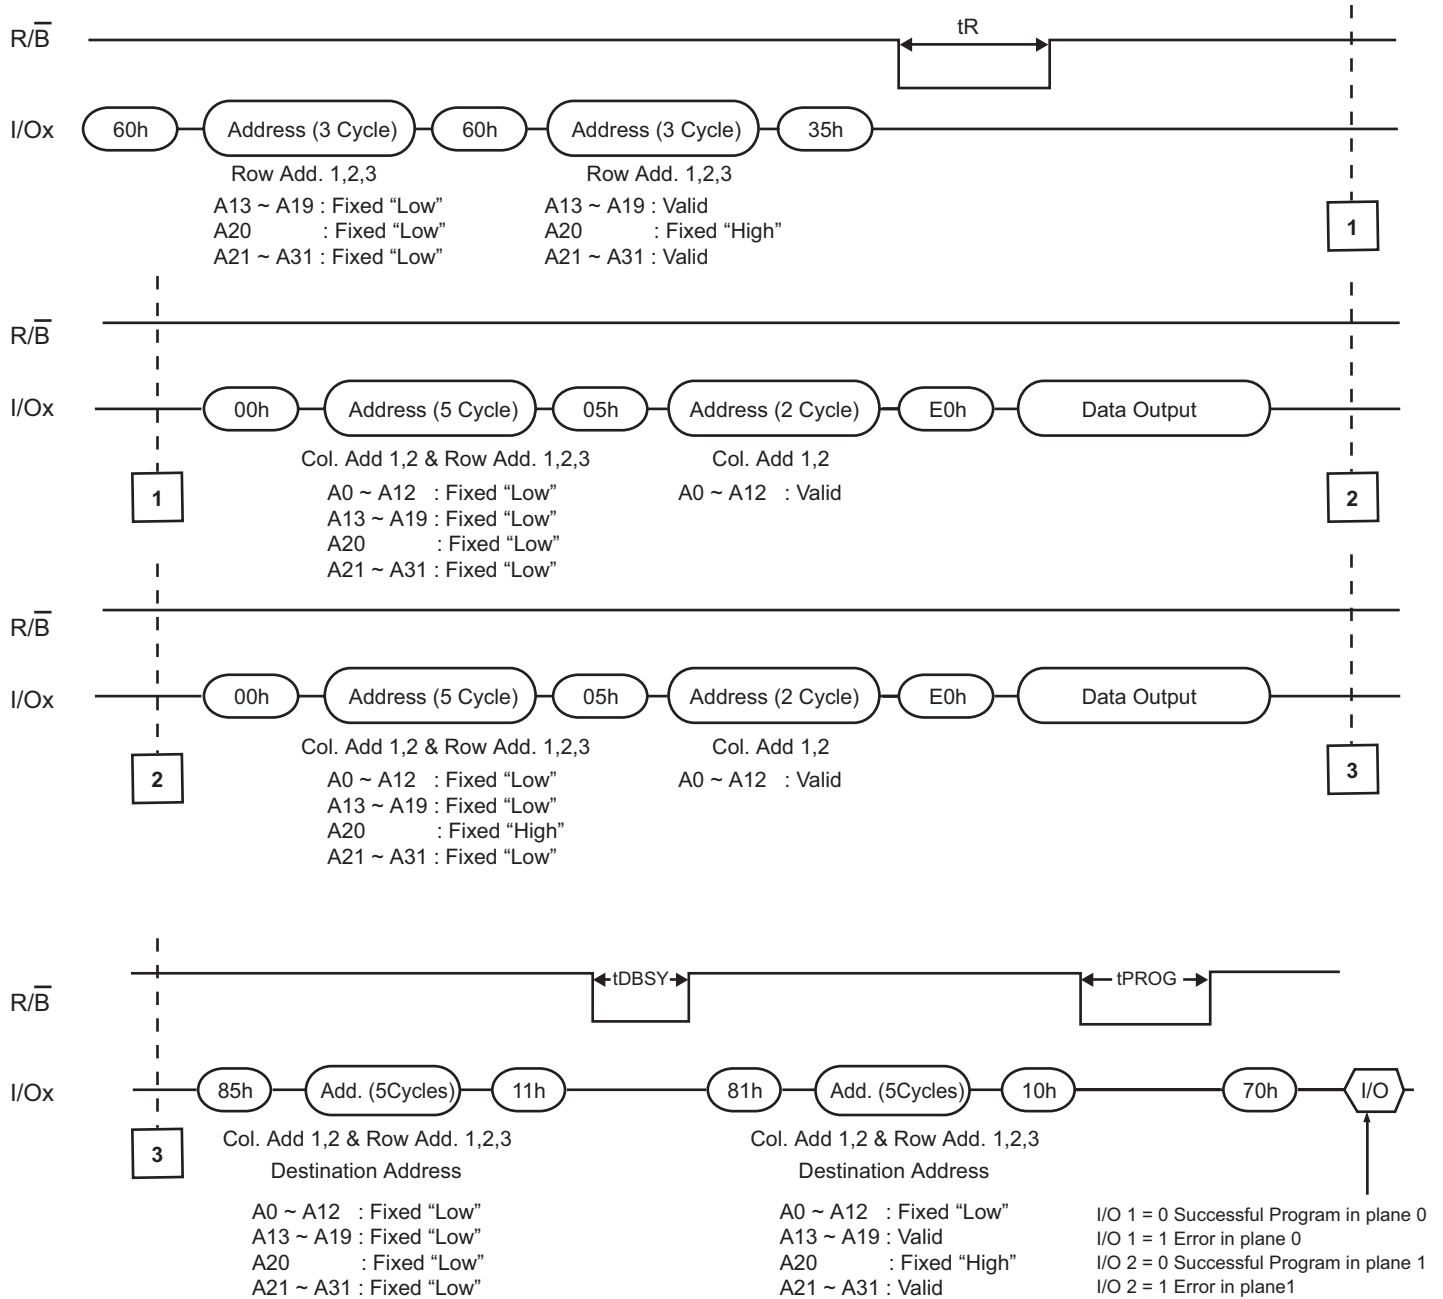 R/B tR
I/Ox 60h Address (3 Cycle) 60h Address (3 Cycle) 35h
Row Add. 1,2,3 Row Add. 1,2,3
A13 ~ A19 : Fixed “Low” A13 ~ A19 : Valid
A20 : Fixed “Low” A20 : Fixed “High”
A21 ~ A31 : Fixed “Low” A21 ~ A31 : Valid
1
R/B
I/Ox 00h Address (5 Cycle) 05h Address (2 Cycle) E0h Data Output
Col. Add 1,2 & Row Add. 1,2,3 Col. Add 1,2
1 A0 ~ A12 : Fixed “Low” A0 ~ A12 : Valid 2
A13 ~ A19 : Fixed “Low”
A20 : Fixed “Low”
A21 ~ A31 : Fixed “Low”
R/B
I/Ox 00h Address (5 Cycle) 05h Address (2 Cycle) E0h Data Output
Col. Add 1,2 & Row Add. 1,2,3 Col. Add 1,2
2 A0 ~ A12 : Fixed “Low” A0 ~ A12 : Valid 3
A13 ~ A19 : Fixed “Low”
A20 : Fixed “High”
A21 ~ A31 : Fixed “Low”
R/B tDBSY tPROG
I/Ox 85h Add. (5Cycles) 11h 81h Add. (5Cycles) 10h 70h I/O
3 Col. Add 1,2 & Row Add. 1,2,3 Col. Add 1,2 & Row Add. 1,2,3
Destination Address Destination Address
A0 ~ A12 : Fixed “Low” A0 ~ A12 : Fixed “Low” I/O 1 = 0 Successful Program in plane 0
A13 ~ A19 : Fixed “Low” A13 ~ A19 : Valid I/O 1 = 1 Error in plane 0
A20 : Fixed “Low” A20 : Fixed “High” I/O 2 = 0 Successful Program in plane 1
A21 ~ A31 : Fixed “Low” A21 ~ A31 : Valid I/O 2 = 1 Error in plane1